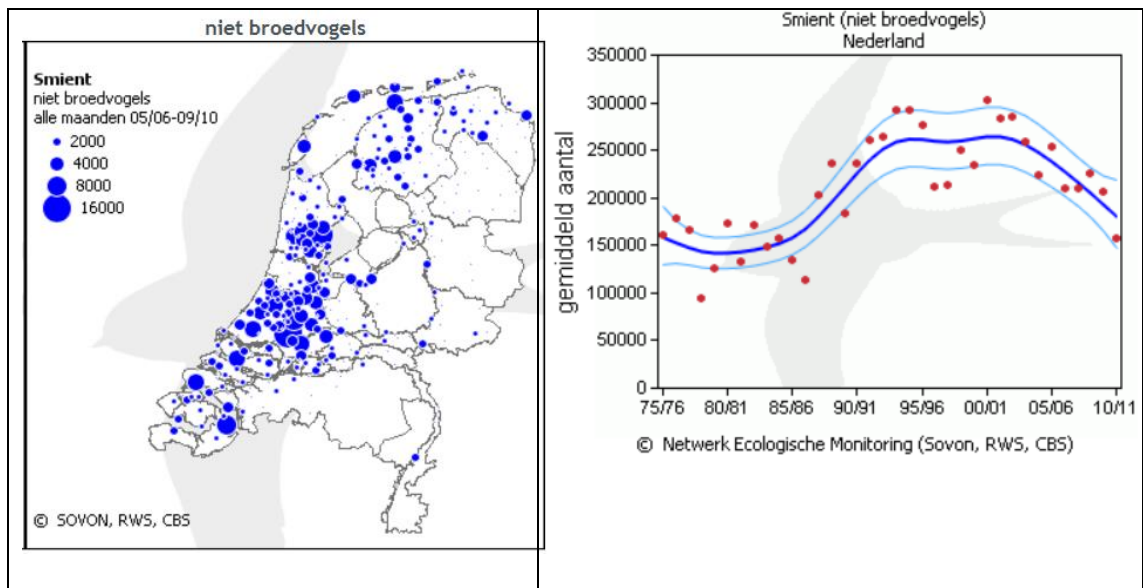 niet broedvogels
Smient
niet broedvogels
alle maanden 05/06-09/10
2000
4000
8000
16000
© SOVON, RWS, CBS
Smient (niet broedvogels)
Nederland
gemiddeld aantal
350000
300000
250000
200000
150000
100000
50000
0
75/76 80/81 85/86 90/91 95/96 00/01 05/06 10/11
© Netwerk Ecologische Monitoring (Sovon, RWS, CBS)